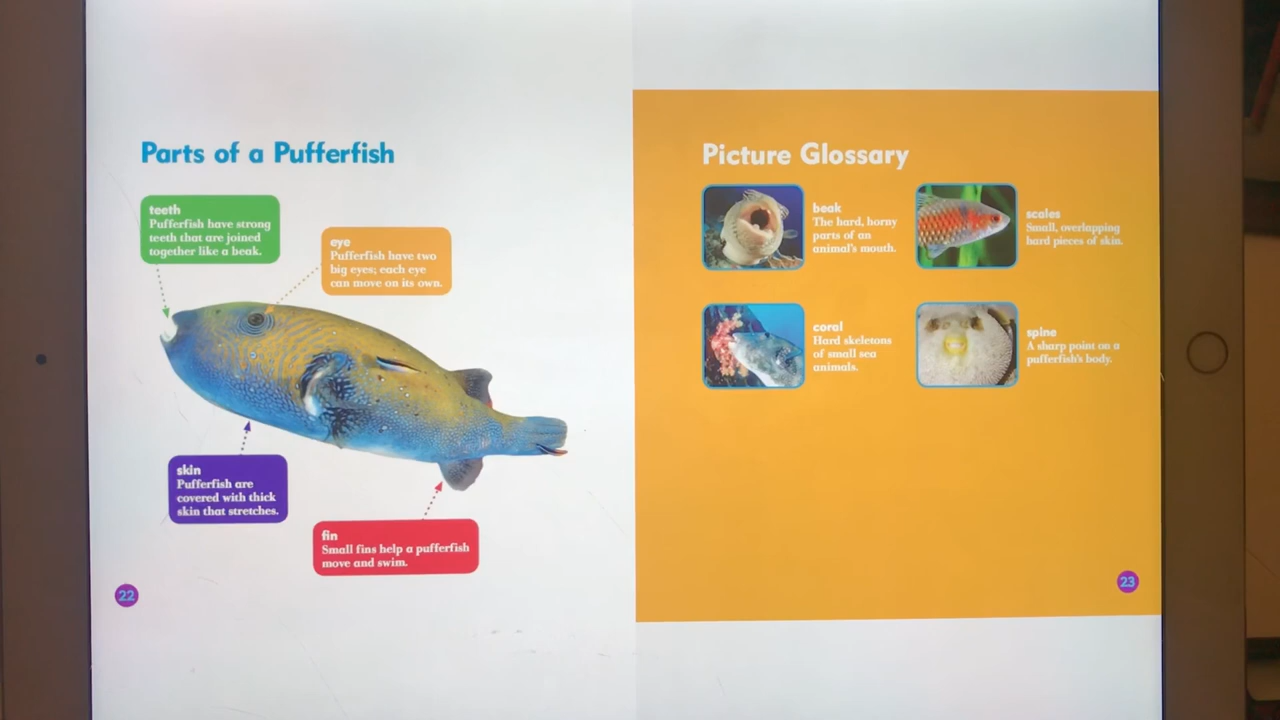 Parts of a Pufferfish
teeth
Pufferfish have strong
teeth that are joined
together like a beak.
eye
Pufferfish have two
big eyes; each eye
can move on its own.
skin
Pufferfish are
covered with thick
skin that stretches.
fin
Small fins help a pufferfish
move and swim.
22
Picture Glossary
beak
The hard, horny
parts of an
animal's mouth.
scales
Small, overlapping
hard pieces of skin.
coral
Hard skeletons
of small sea
animals.
spine
A sharp point on a
pufferfish's body.
23